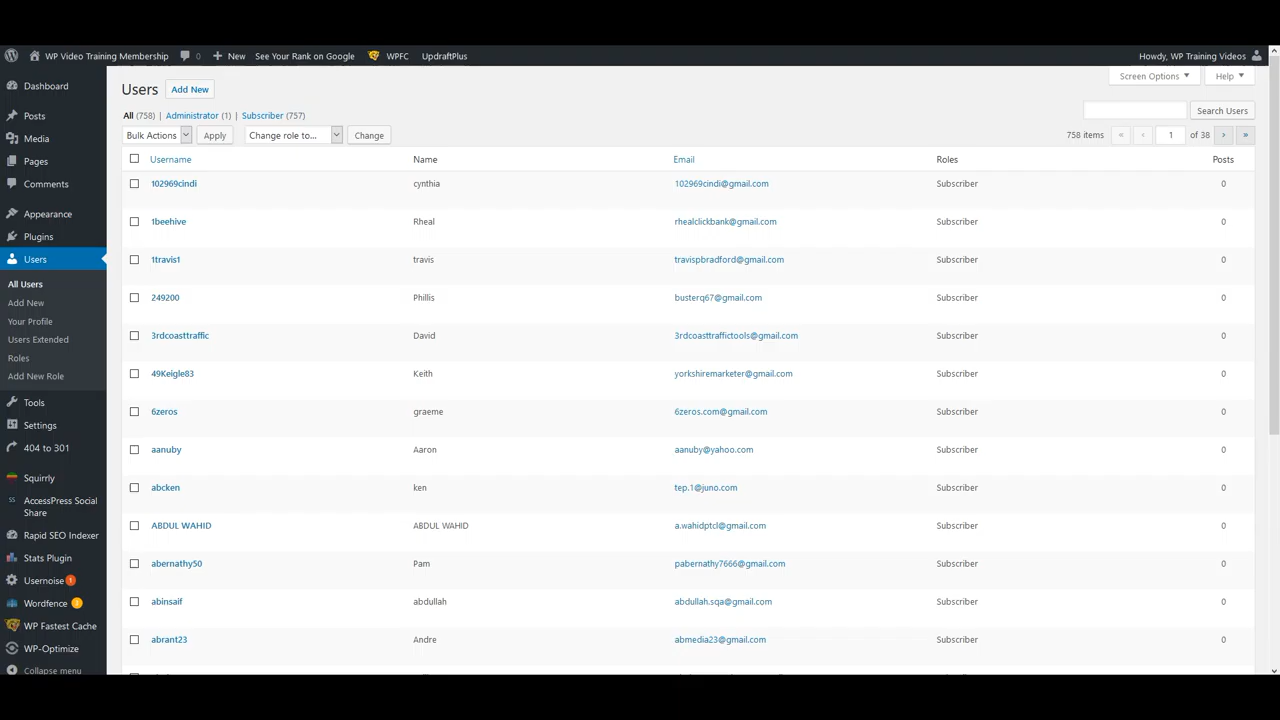 WP Video Training Membership 0 New See Your Rank on Google WPFC UpdraftPlus Howdy, WP Training Videos
Screen Options Help
Dashboard
Posts
Media
Pages
Comments
Appearance
Plugins
Users
All Users
Add New
Your Profile
Users Extended
Roles
Add New Role
Tools
Settings
404 to 301
Squirrly
AccessPress Social
Share
Rapid SEO Indexer
Stats Plugin
Usernoise 1
Wordfence 2
WP Fastest Cache
WP-Optimize
Collapse menu
Users Add New
All (758) | Administrator (1) | Subscriber (757)
Search Users
Bulk Actions Apply Change role to... Change 758 items « ‹ 1 of 38 › »
Username Name Email Roles Posts
102969cindi cynthia 102969cindi@gmail.com Subscriber 0
1beehive Rheal rhealclickbank@gmail.com Subscriber 0
1travis1 travis travispbradford@gmail.com Subscriber 0
249200 Phillis busterq67@gmail.com Subscriber 0
3rdcoasttraffic David 3rdcoasttraffictools@gmail.com Subscriber 0
49Keigle83 Keith yorkshiremarketer@gmail.com Subscriber 0
6zeros graeme 6zeros.com@gmail.com Subscriber 0
aanuby Aaron aanuby@yahoo.com Subscriber 0
abcken ken tep.1@juno.com Subscriber 0
ABDUL WAHID ABDUL WAHID a.wahidptcl@gmail.com Subscriber 0
abernathy50 Pam pabernathy7666@gmail.com Subscriber 0
abinsaif abdullah abdullah.sqa@gmail.com Subscriber 0
abrant23 Andre abmedia23@gmail.com Subscriber 0